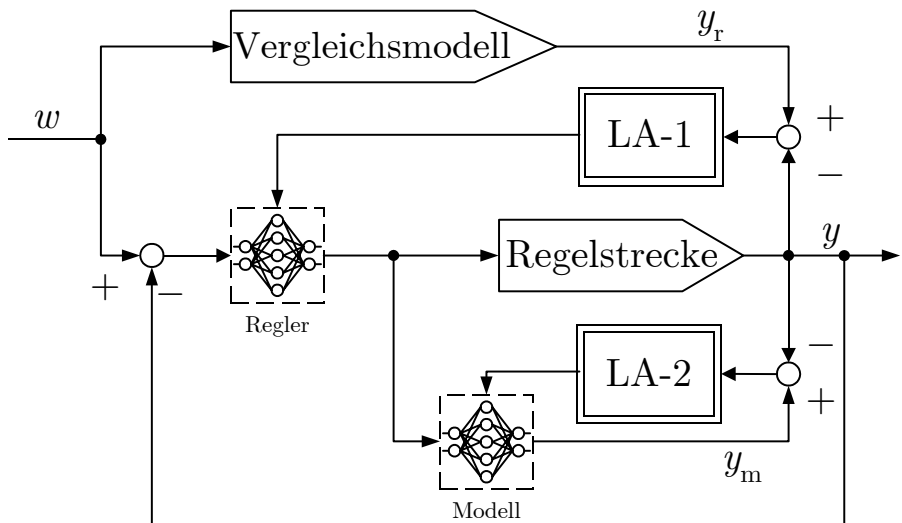 y_r
Vergleichsmodell
w
+
LA-1
−
y
Regelstrecke
+
−
Regler
−
LA-2
+
y_m
Modell